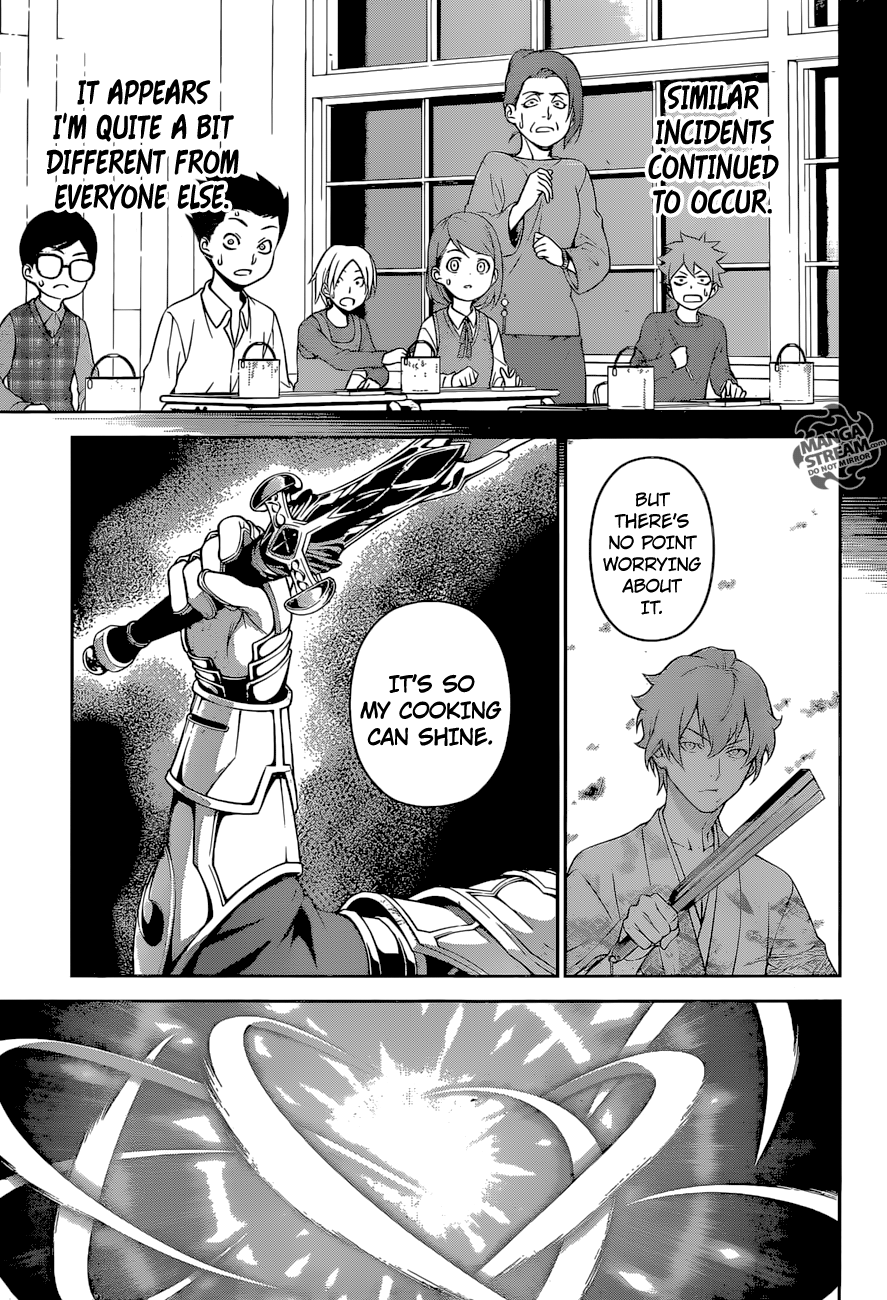 SIMILAR
INCIDENTS
CONTINUED
TO OCCUR.
IT APPEARS
I'M QUITE A BIT
DIFFERENT FROM
EVERYONE ELSE.
MANGA
STREAM.com
DO NOT MIRROR
BUT
THERE'S
NO POINT
WORRYING
ABOUT
IT.
IT'S SO
MY COOKING
CAN SHINE.